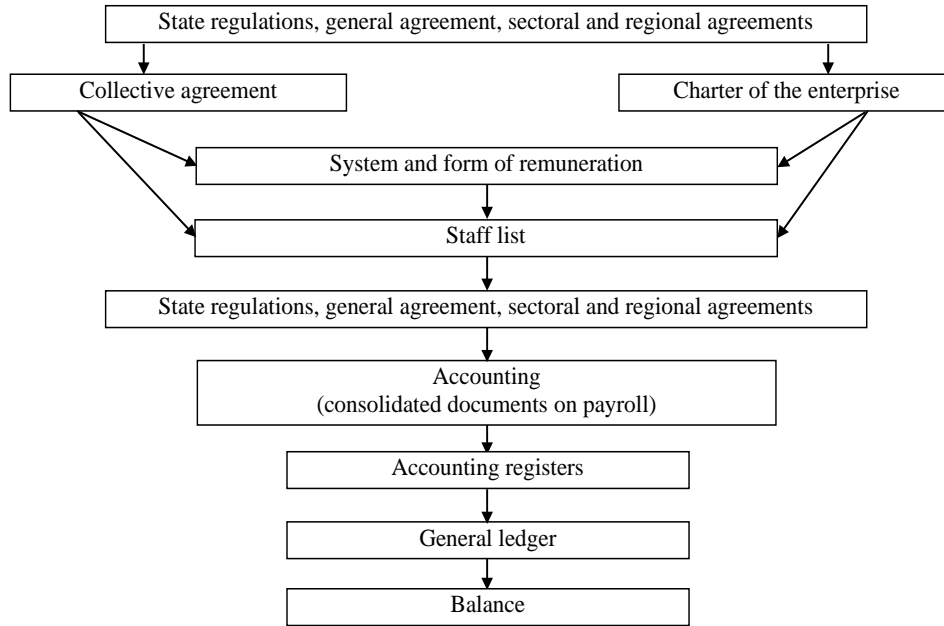 State regulations, general agreement, sectoral and regional agreements
Collective agreement
Charter of the enterprise
System and form of remuneration
Staff list
State regulations, general agreement, sectoral and regional agreements
Accounting
(consolidated documents on payroll)
Accounting registers
General ledger
Balance